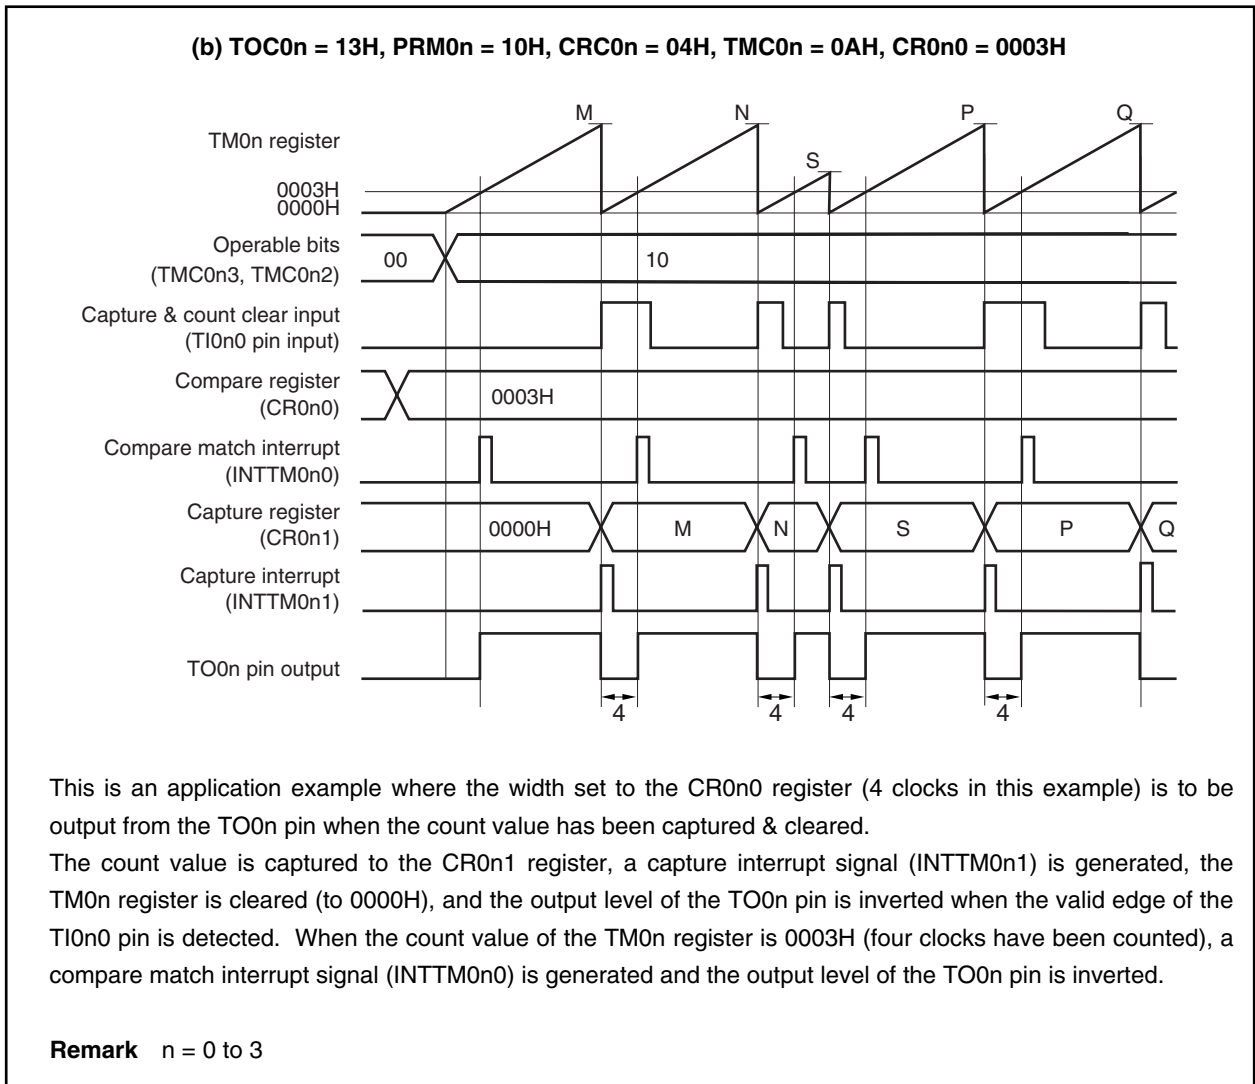 (b) TOC0n = 13H, PRM0n = 10H, CRC0n = 04H, TMC0n = 0AH, CR0n0 = 0003H
M
N
S
P
Q
TM0n register
0003H
0000H
Operable bits
(TMC0n3, TMC0n2)
00
10
Capture & count clear input
(TI0n0 pin input)
Compare register
(CR0n0)
0003H
Compare match interrupt
(INTTM0n0)
Capture register
(CR0n1)
0000H
M
N
S
P
Q
Capture interrupt
(INTTM0n1)
TO0n pin output
4
4
4
4
This is an application example where the width set to the CR0n0 register (4 clocks in this example) is to be
output from the TO0n pin when the count value has been captured & cleared.
The count value is captured to the CR0n1 register, a capture interrupt signal (INTTM0n1) is generated, the
TM0n register is cleared (to 0000H), and the output level of the TO0n pin is inverted when the valid edge of the
TI0n0 pin is detected. When the count value of the TM0n register is 0003H (four clocks have been counted), a
compare match interrupt signal (INTTM0n0) is generated and the output level of the TO0n pin is inverted.
Remark n = 0 to 3